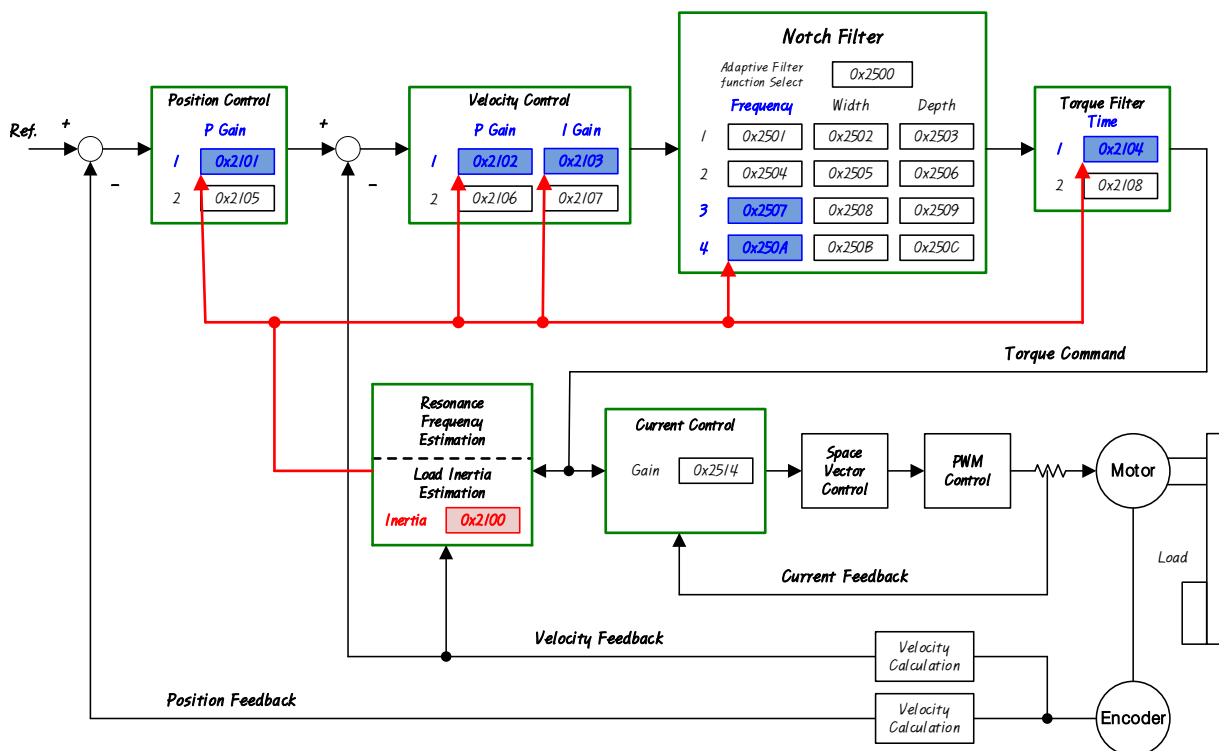 Notch Filter
Adaptive Filter
function Select
0x2500
Frequency Width Depth
1 0x2501 0x2502 0x2503
2 0x2504 0x2505 0x2506
3 0x2507 0x2508 0x2509
4 0x250A 0x250B 0x250C
Ref.
+
-
Position Control
P Gain
1 0x2101
2 0x2105
+
-
Velocity Control
P Gain I Gain
1 0x2102 0x2103
2 0x2106 0x2107
Torque Filter
Time
1 0x2104
2 0x2108
Torque Command
Resonance
Frequency
Estimation
Load Inertia
Estimation
Inertia 0x2100
Current Control
Gain 0x2514
Space
Vector
Control
PWM
Control
Motor
Load
Current Feedback
Velocity Feedback
Velocity
Calculation
Position Feedback
Velocity
Calculation
Encoder